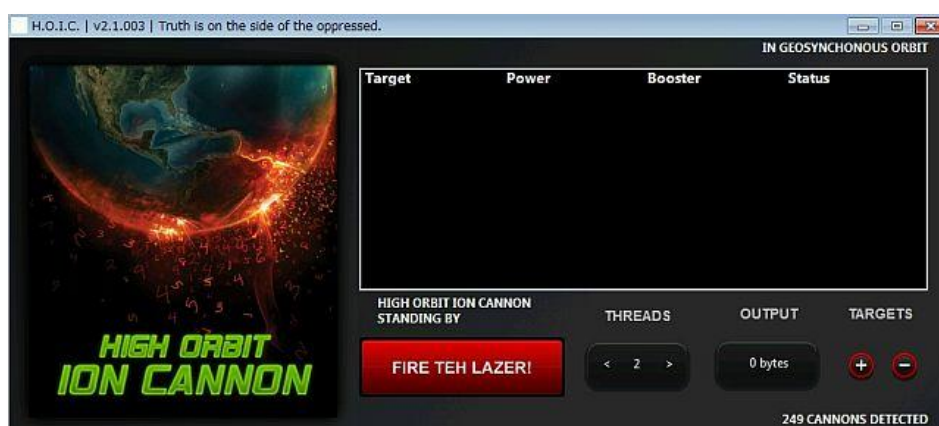 H.O.I.C. | v2.1.003 | Truth is on the side of the oppressed.
IN GEOSYNCHONOUS ORBIT
Target Power Booster Status
HIGH ORBIT ION CANNON
STANDING BY
THREADS OUTPUT TARGETS
FIRE TEH LAZER! < 2 > 0 bytes + −
HIGH ORBIT
ION CANNON
249 CANNONS DETECTED